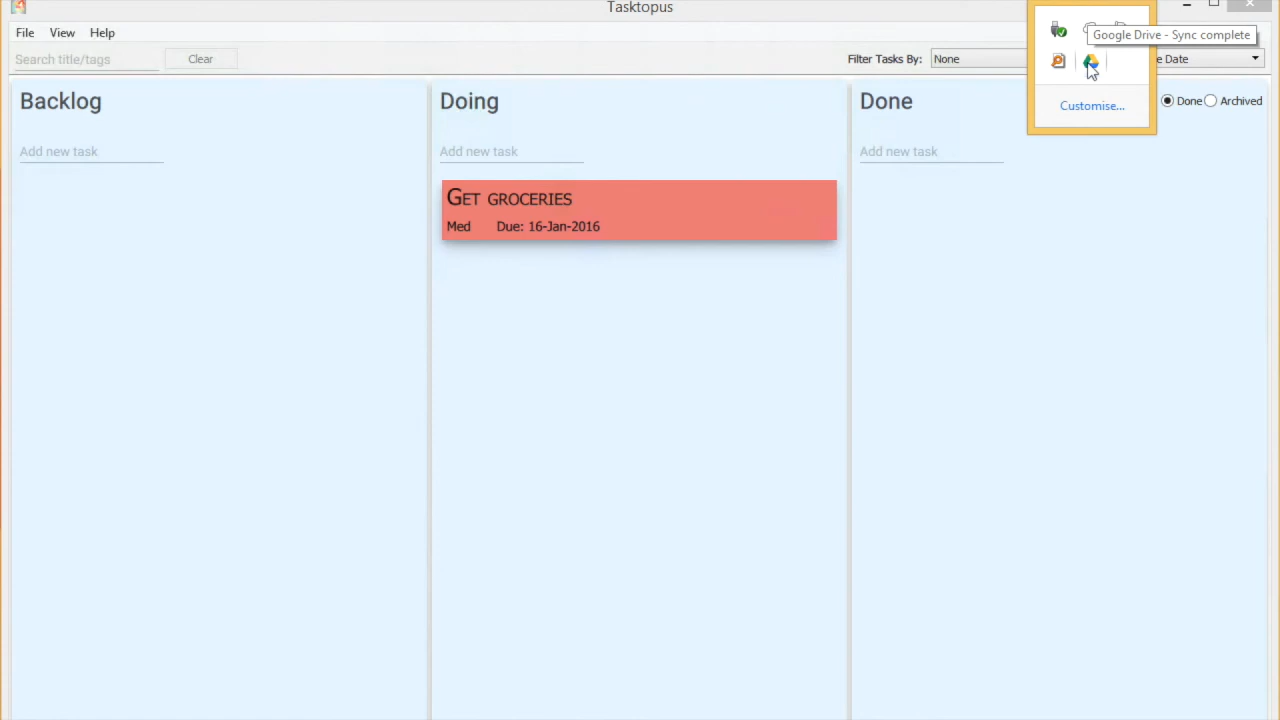 Tasktopus
File View Help
Google Drive - Sync complete
Search title/tags Clear Filter Tasks By: None Date
Customise...
Backlog Doing Done Done Archived
Add new task Add new task Add new task
Get groceries
Med Due: 16-Jan-2016